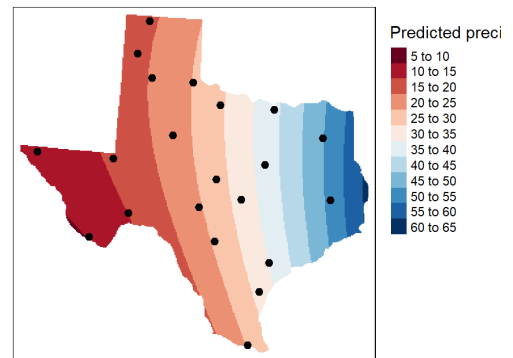 Predicted preci
5 to 10
10 to 15
15 to 20
20 to 25
25 to 30
30 to 35
35 to 40
40 to 45
45 to 50
50 to 55
55 to 60
60 to 65